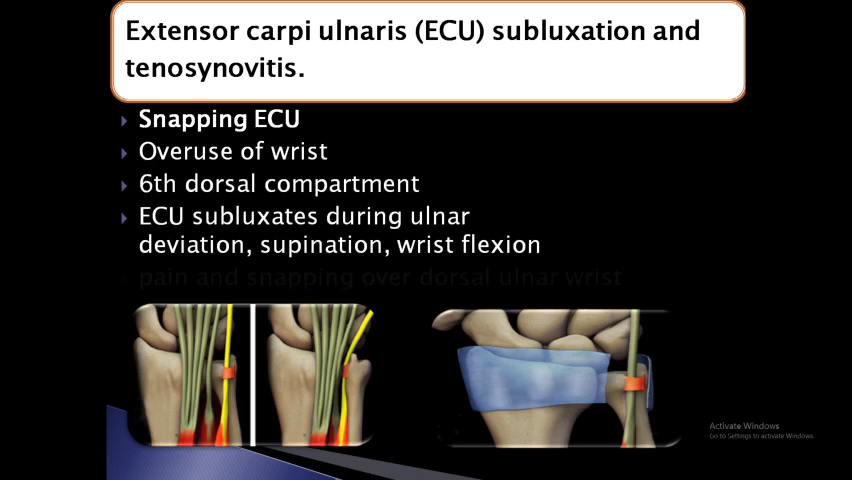 Extensor carpi ulnaris (ECU) subluxation and
tenosynovitis.
Snapping ECU
Overuse of wrist
6th dorsal compartment
ECU subluxates during ulnar
deviation, supination, wrist flexion
pain and snapping over dorsal ulnar wrist
Activate Windows
Go to Settings to activate Windows.